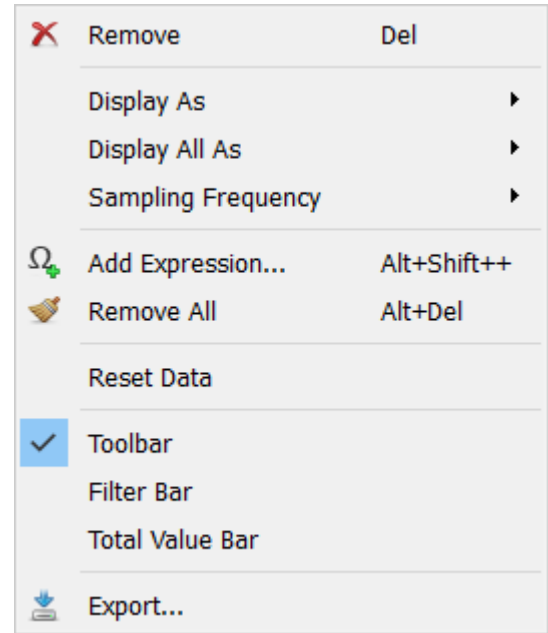 Remove Del
Display As
Display All As
Sampling Frequency
Add Expression... Alt+Shift++
Remove All Alt+Del
Reset Data
Toolbar
Filter Bar
Total Value Bar
Export...